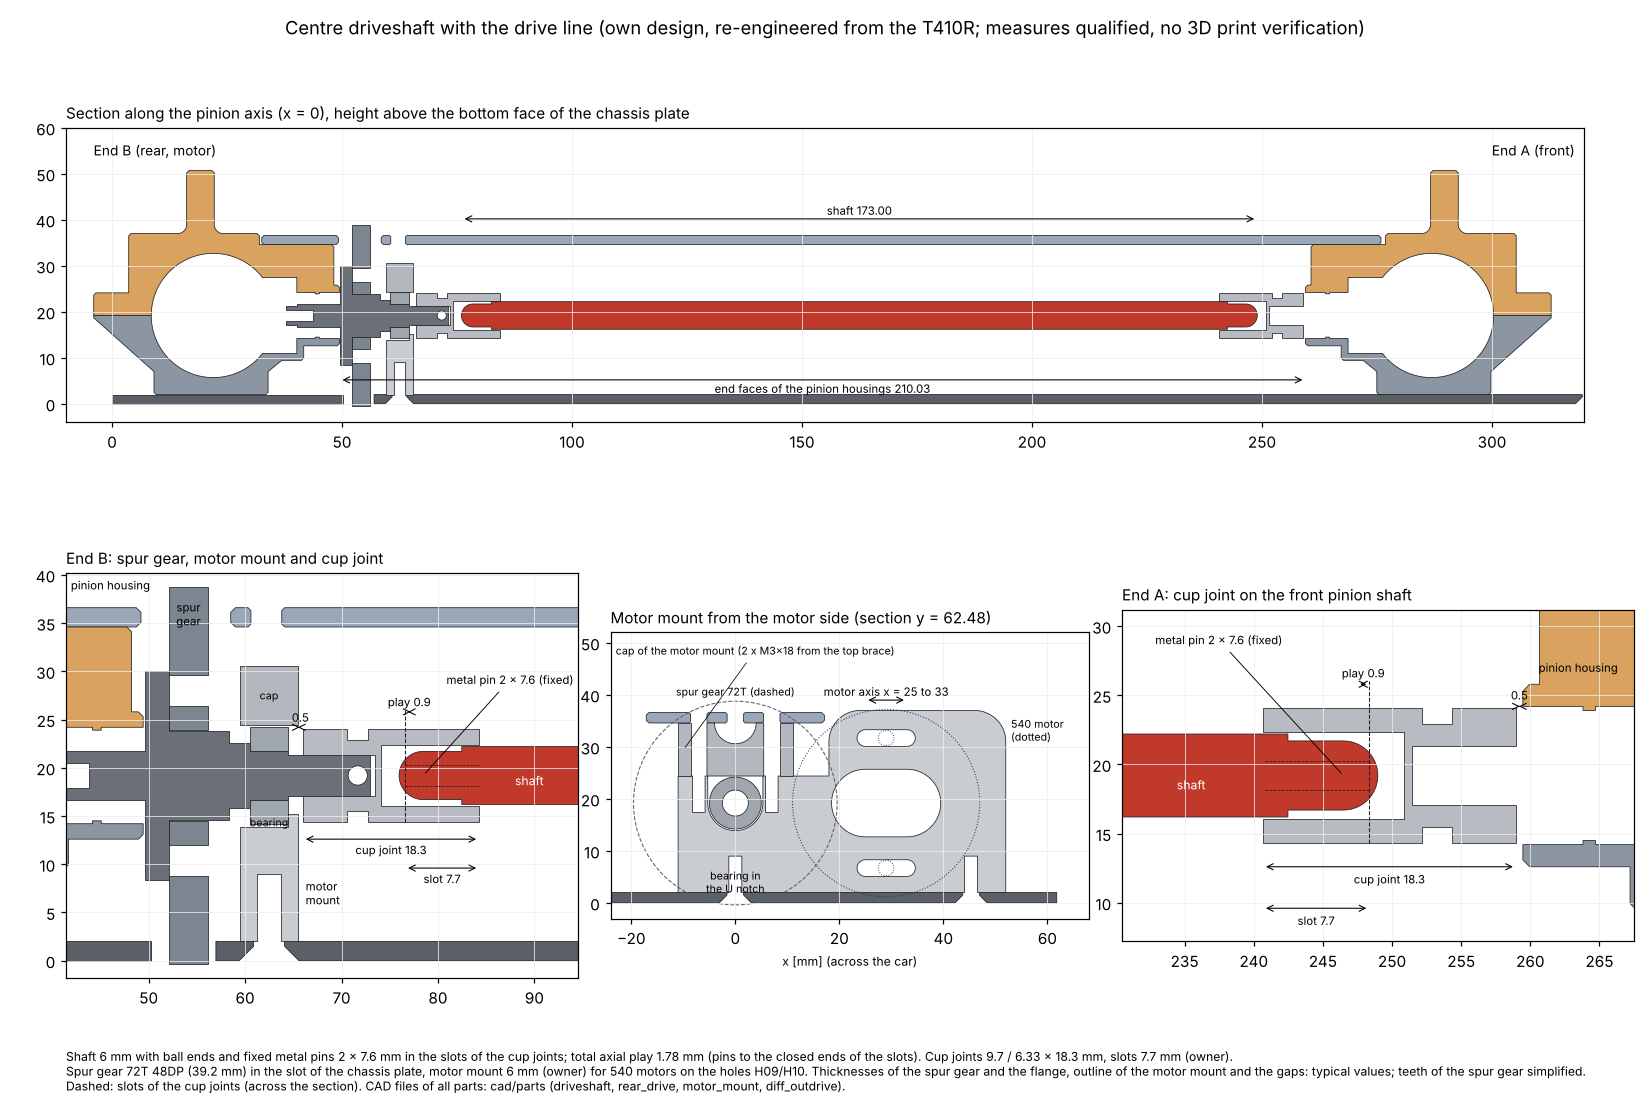 Centre driveshaft with the drive line (own design, re-engineered from the T410R; measures qualified, no 3D print verification)
Section along the pinion axis (x = 0), height above the bottom face of the chassis plate
60
50
40
30
20
10
0
End B (rear, motor)
End A (front)
shaft 173.00
end faces of the pinion housings 210.03
0
50
100
150
200
250
300
End B: spur gear, motor mount and cup joint
40
35
30
25
20
15
10
5
0
pinion housing
spur
gear
cap
0.5
play 0.9
metal pin 2 × 7.6 (fixed)
shaft
bearing
cup joint 18.3
slot 7.7
motor
mount
50
60
70
80
90
Motor mount from the motor side (section y = 62.48)
50
40
30
20
10
0
cap of the motor mount (2 x M3×18 from the top brace)
spur gear 72T (dashed)
motor axis x = 25 to 33
540 motor
(dotted)
bearing in
the U notch
−20
0
20
40
60
x [mm] (across the car)
End A: cup joint on the front pinion shaft
30
25
20
15
10
metal pin 2 × 7.6 (fixed)
play 0.9
pinion housing
0.5
shaft
cup joint 18.3
slot 7.7
235
240
245
250
255
260
265
Shaft 6 mm with ball ends and fixed metal pins 2 × 7.6 mm in the slots of the cup joints; total axial play 1.78 mm (pins to the closed ends of the slots). Cup joints 9.7 / 6.33 × 18.3 mm, slots 7.7 mm (owner).
Spur gear 72T 48DP (39.2 mm) in the slot of the chassis plate, motor mount 6 mm (owner) for 540 motors on the holes H09/H10. Thicknesses of the spur gear and the flange, outline of the motor mount and the gaps: typical values; teeth of the spur gear simplified.
Dashed: slots of the cup joints (across the section). CAD files of all parts: cad/parts (driveshaft, rear_drive, motor_mount, diff_outdrive).